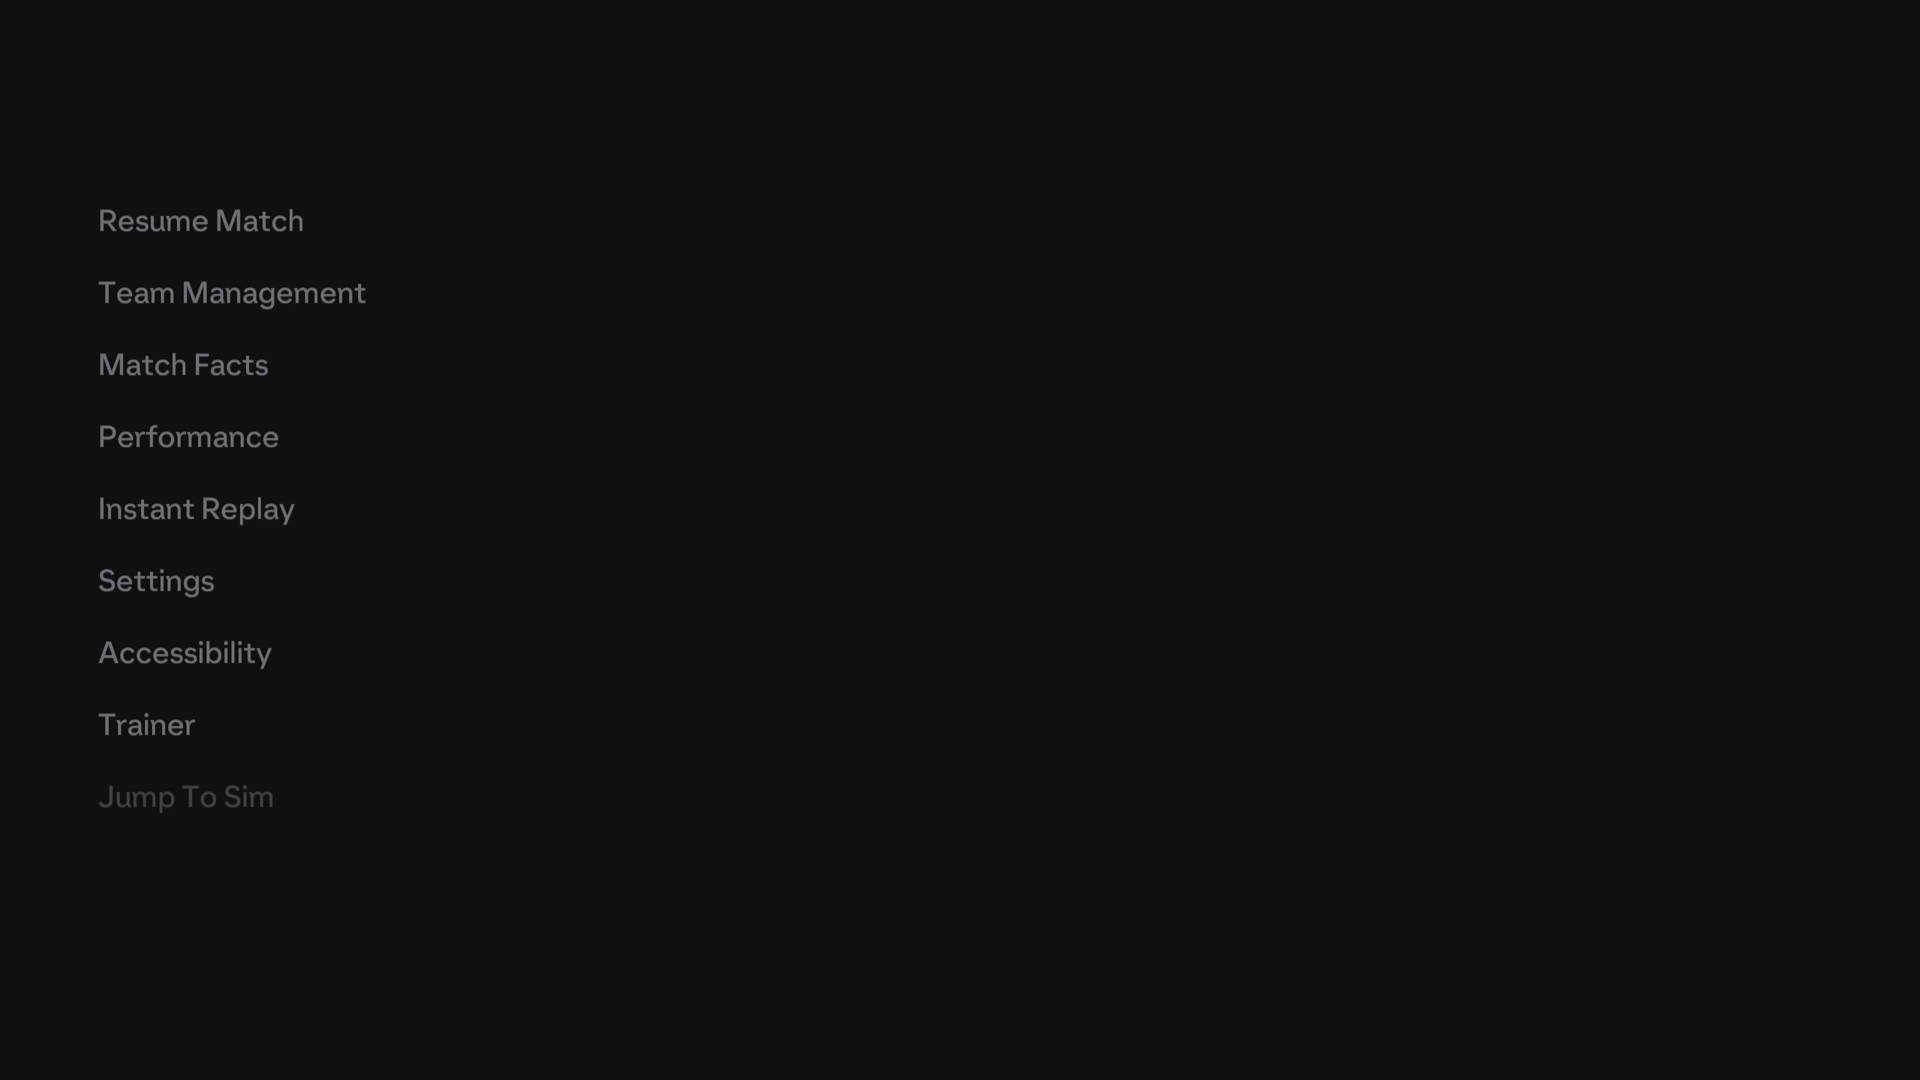 Resume Match
Team Management
Match Facts
Performance
Instant Replay
Settings
Accessibility
Trainer
Jump To Sim